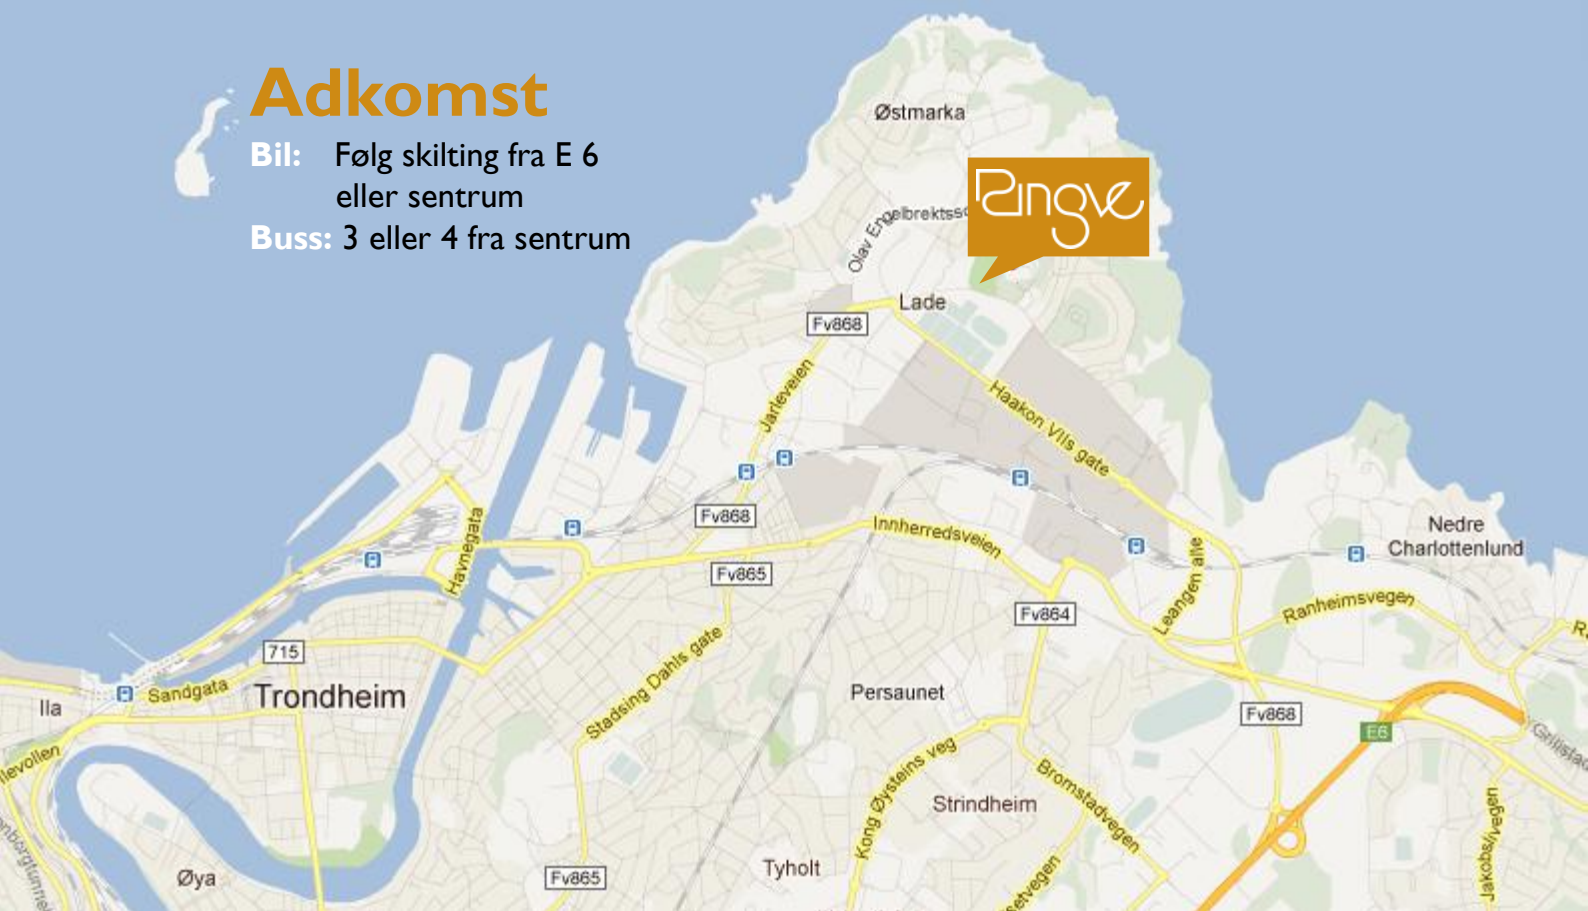 Adkomst
Bil: Følg skilting fra E 6
eller sentrum
Buss: 3 eller 4 fra sentrum
Østmarka
Ringve
Lade
Fv868
Jarleveien
Haakon VIIs gate
Havnegata
Fv868
Innherredsveien
Nedre
Charlottenlund
Fv865
Leangen allé
Ranheimsvegen
Fv864
715
Stadsing Dahls gate
Sandgata
Trondheim
Persaunet
Ila
Fv868
E6
Kong Øysteins veg
Bromstadvegen
Strindheim
Jakobslivegen
Tyholt
Øya
Fv865